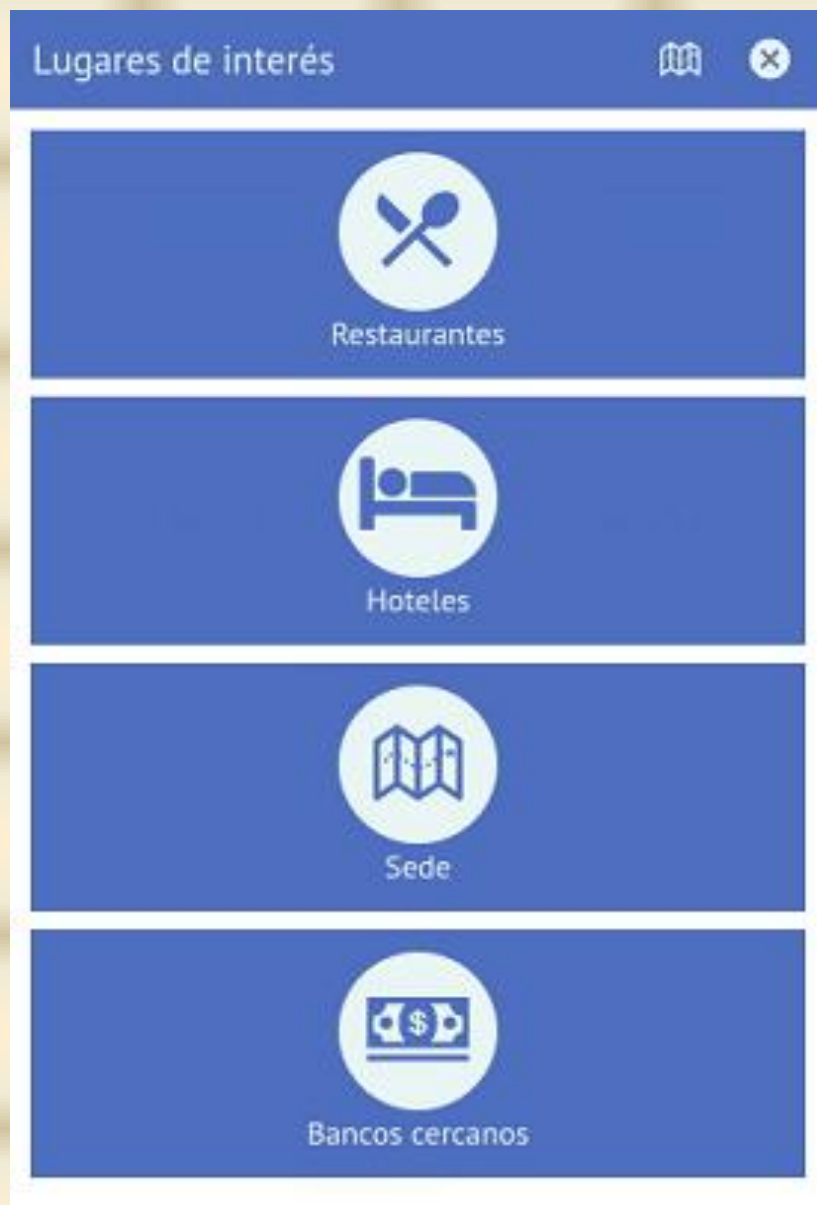 Lugares de interés
Restaurantes
Hoteles
Sede
$
Bancos cercanos